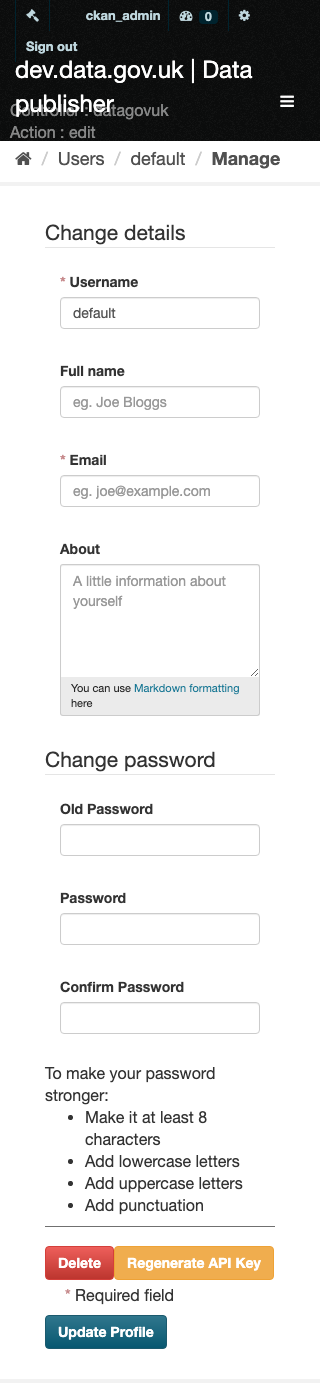 ckan_admin 0
Sign out
dev.data.gov.uk | Data
publisher
Controller : datagovuk
Action : edit
/ Users / default / Manage
Change details
* Username
default
Full name
eg. Joe Bloggs
* Email
eg. joe@example.com
About
A little information about
yourself
You can use Markdown formatting
here
Change password
Old Password
Password
Confirm Password
To make your password
stronger:
• Make it at least 8
characters
• Add lowercase letters
• Add uppercase letters
• Add punctuation
Delete Regenerate API Key
* Required field
Update Profile